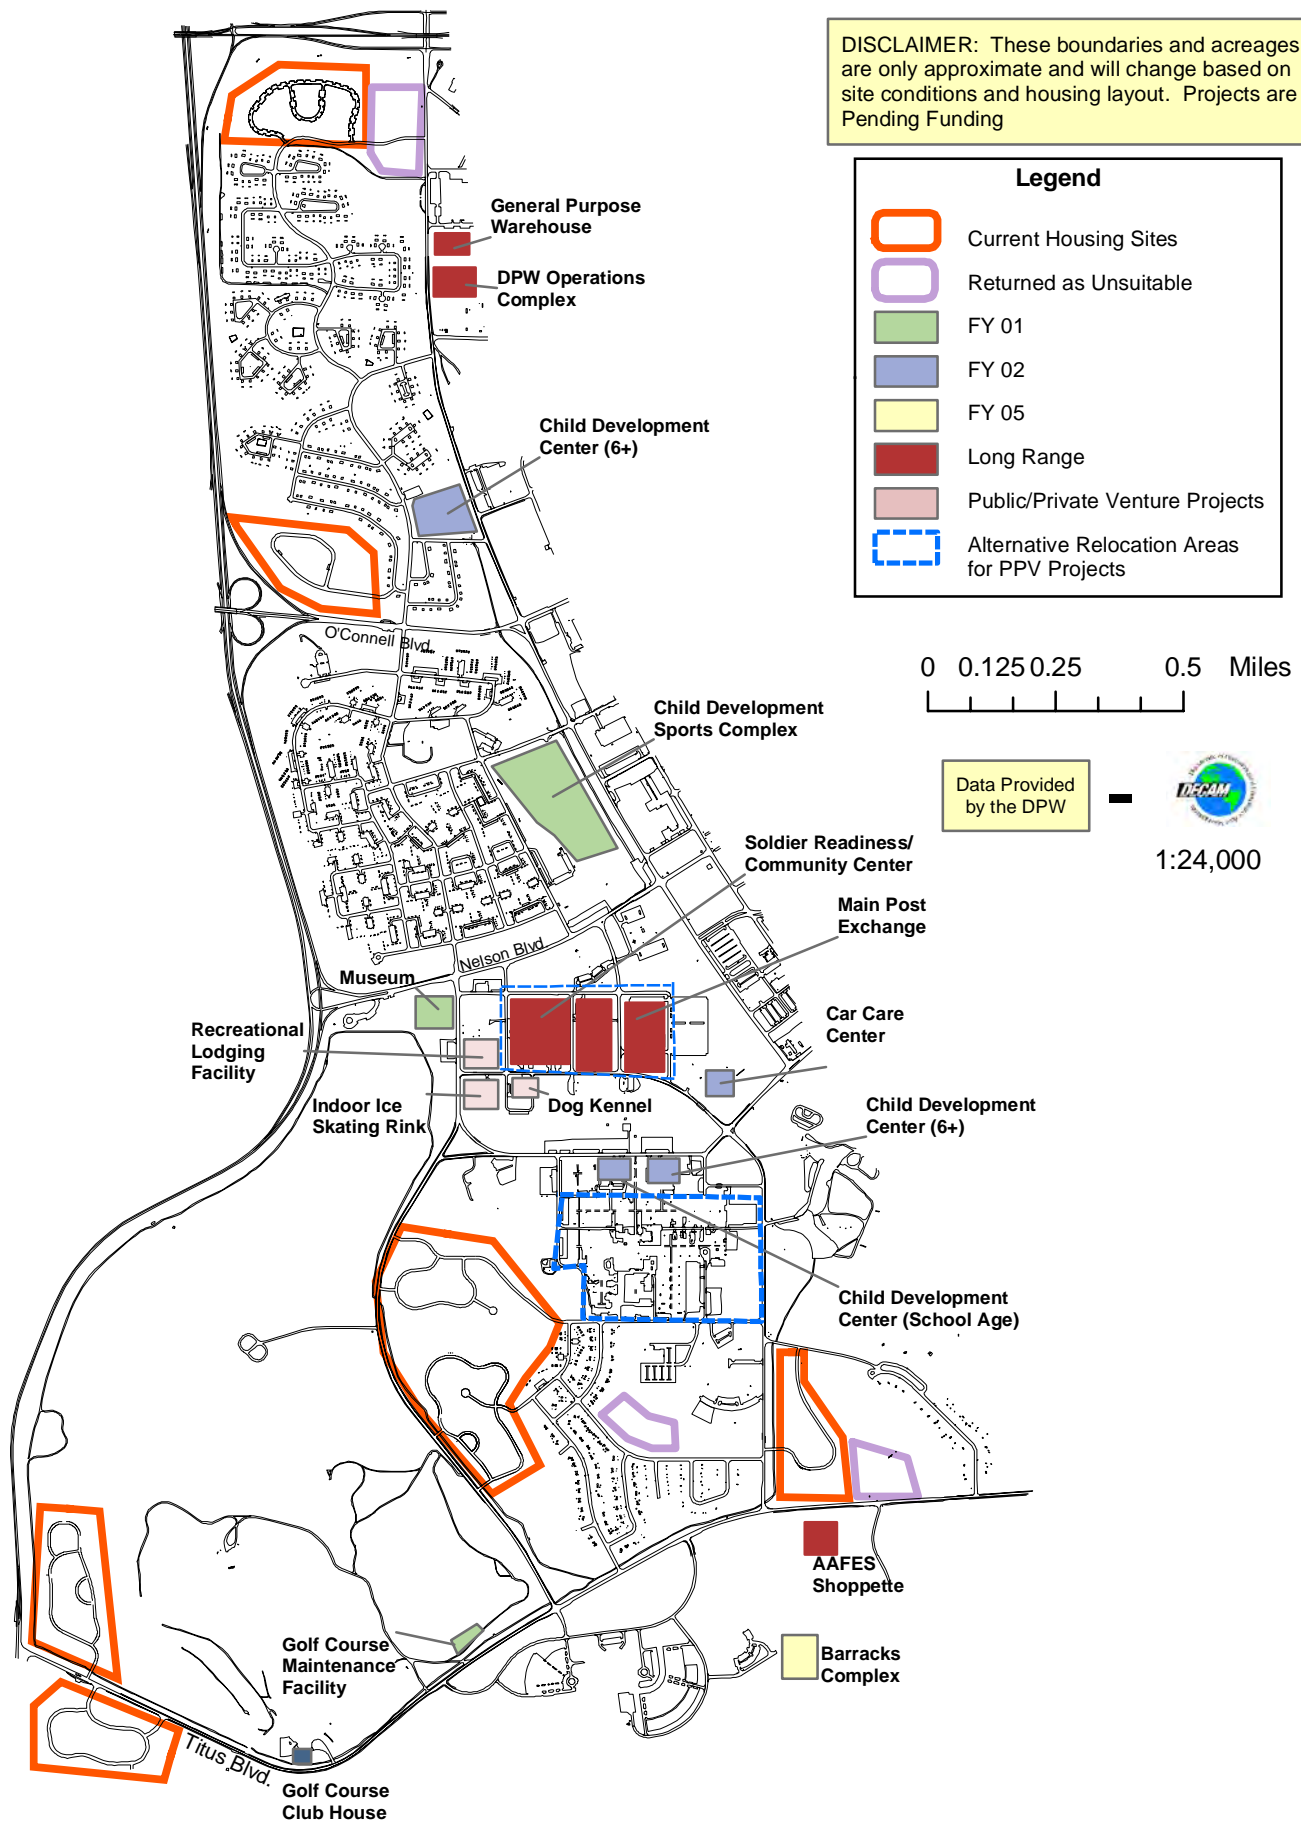 DISCLAIMER: These boundaries and acreages
are only approximate and will change based on
site conditions and housing layout. Projects are
Pending Funding
Legend
Current Housing Sites
Returned as Unsuitable
FY 01
FY 02
FY 05
Long Range
Public/Private Venture Projects
Alternative Relocation Areas
for PPV Projects
0 0.125 0.25 0.5 Miles
Data Provided
by the DPW
DECAM
1:24,000
General Purpose
Warehouse
DPW Operations
Complex
Child Development
Center (6+)
O'Connell Blvd.
Child Development
Sports Complex
Soldier Readiness/
Community Center
Main Post
Exchange
Nelson Blvd.
Museum
Recreational
Lodging
Facility
Car Care
Center
Indoor Ice
Skating Rink
Dog Kennel
Child Development
Center (6+)
Child Development
Center (School Age)
AAFES
Shoppette
Golf Course
Maintenance
Facility
Barracks
Complex
Titus Blvd.
Golf Course
Club House